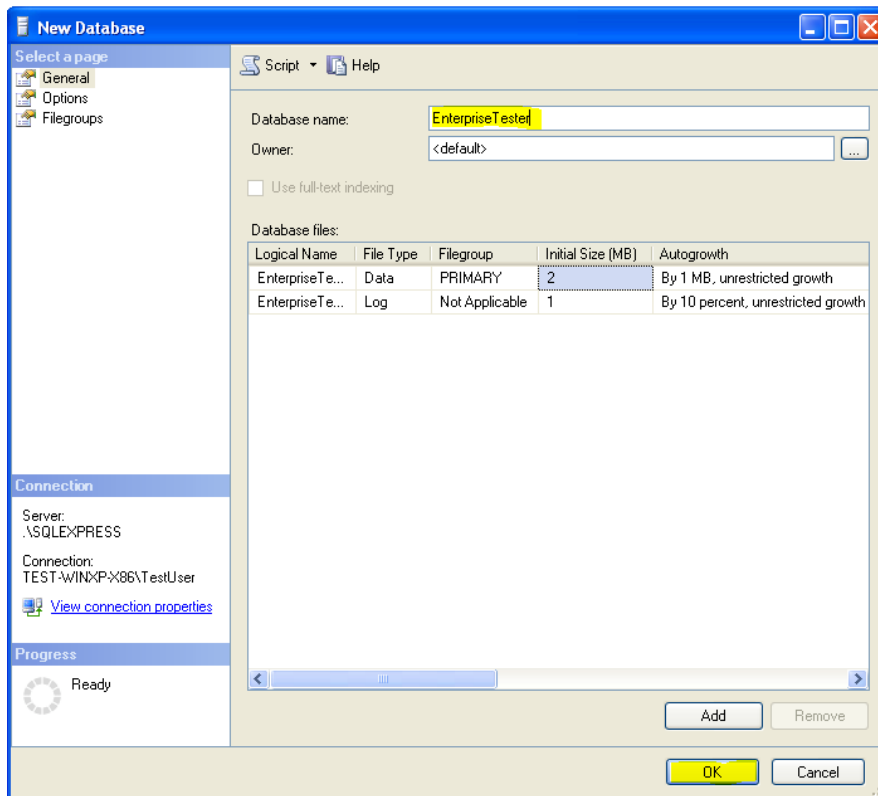 New Database
Select a page
General
Options
Filegroups
Script Help
Database name: EnterpriseTester
Owner: <default> ...
Use full-text indexing
Database files:
Logical Name File Type Filegroup Initial Size (MB) Autogrowth
EnterpriseTe... Data PRIMARY 2 By 1 MB, unrestricted growth
EnterpriseTe... Log Not Applicable 1 By 10 percent, unrestricted growth
Connection
Server:
.\SQLEXPRESS
Connection:
TEST-WINXP-X86\TestUser
View connection properties
Progress
Ready
Add Remove
OK Cancel